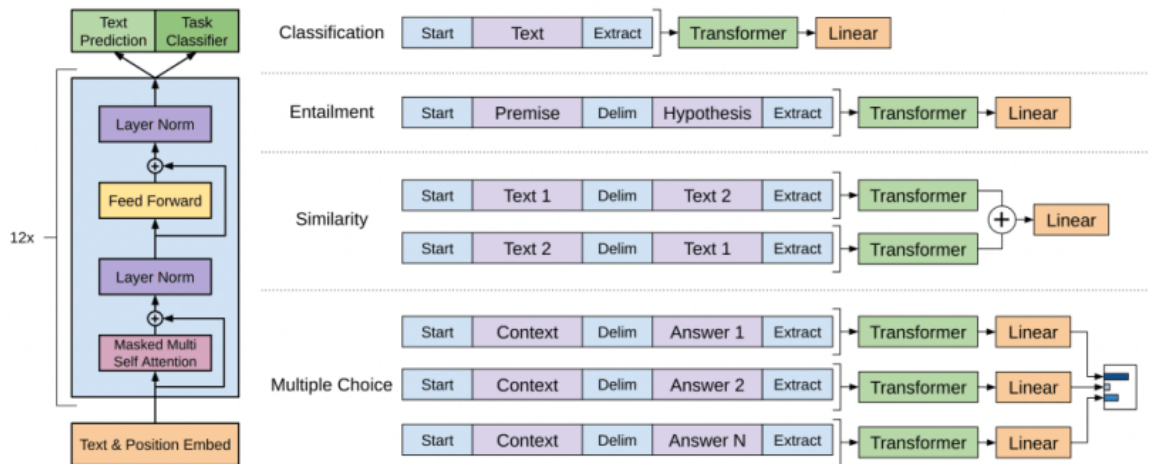 Text Prediction
Task Classifier
12x
Layer Norm
Feed Forward
Layer Norm
Masked Multi
Self Attention
Text & Position Embed
Classification
Start Text Extract Transformer Linear
Entailment
Start Premise Delim Hypothesis Extract Transformer Linear
Similarity
Start Text 1 Delim Text 2 Extract Transformer
Start Text 2 Delim Text 1 Extract Transformer
Linear
Multiple Choice
Start Context Delim Answer 1 Extract Transformer Linear
Start Context Delim Answer 2 Extract Transformer Linear
Start Context Delim Answer N Extract Transformer Linear